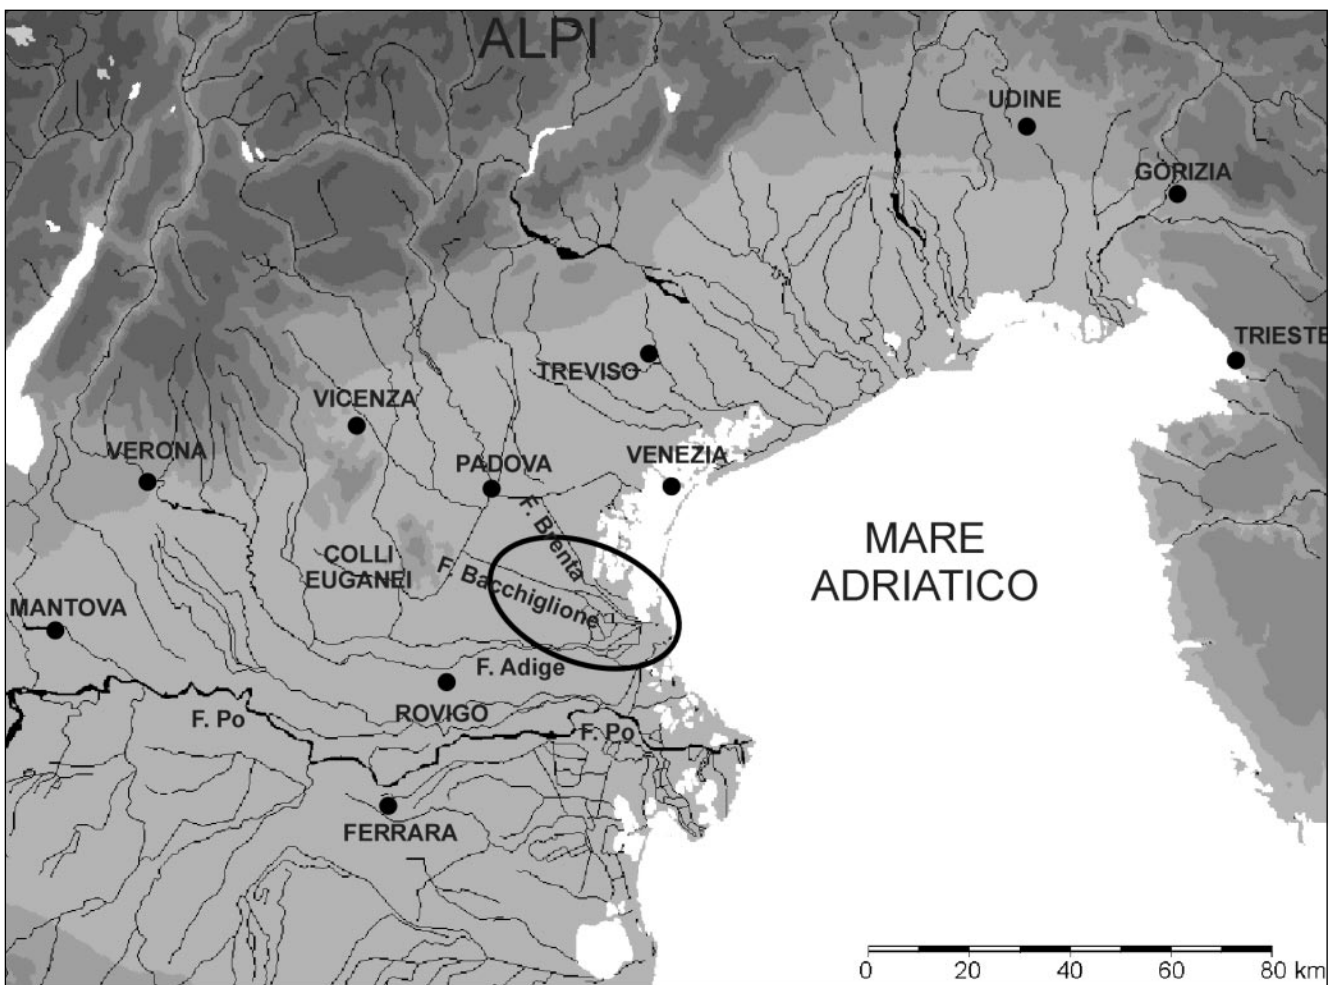 ALPI
UDINE
GORIZIA
TRIESTE
TREVISO
VICENZA
VERONA
PADOVA
VENEZIA
F. Brenta
MARE
ADRIATICO
COLLI
EUGANEI
F. Bacchiglione
MANTOVA
F. Adige
ROVIGO
F. Po
F. Po
FERRARA
0 20 40 60 80 km